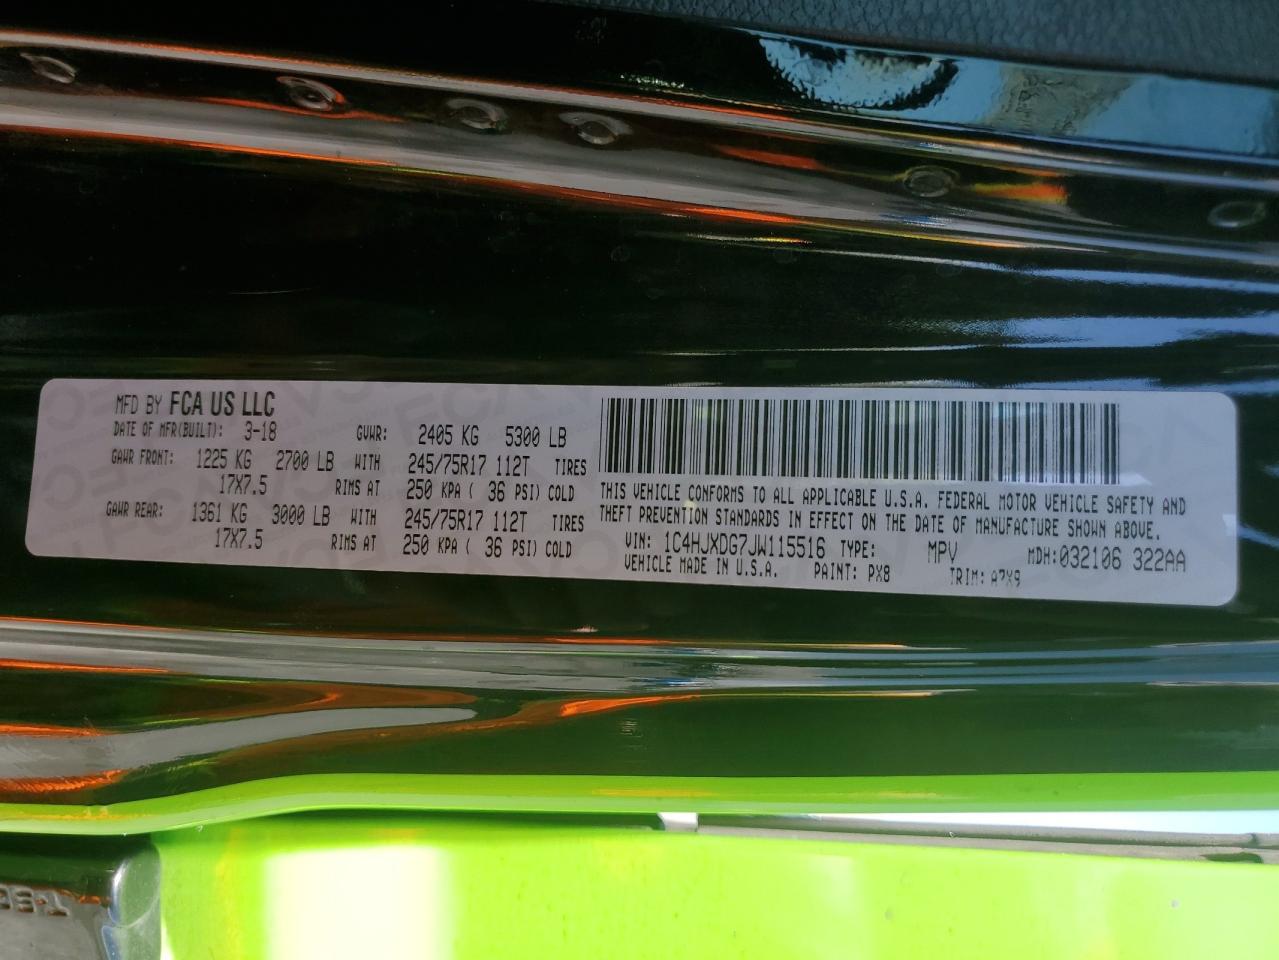 MFD BY FCA US LLC
DATE OF MFR(BUILT): 3-18 GVWR: 2405 KG 5300 LB
GAWR FRONT: 1225 KG 2700 LB WITH 245/75R17 112T TIRES
17X7.5 RIMS AT 250 KPA ( 36 PSI) COLD
GAWR REAR: 1361 KG 3000 LB WITH 245/75R17 112T TIRES
17X7.5 RIMS AT 250 KPA ( 36 PSI) COLD
THIS VEHICLE CONFORMS TO ALL APPLICABLE U.S.A. FEDERAL MOTOR VEHICLE SAFETY AND
THEFT PREVENTION STANDARDS IN EFFECT ON THE DATE OF MANUFACTURE SHOWN ABOVE.
VIN: 1C4HJXDG7JW115516 TYPE: MPV MDH:032106 322AA
VEHICLE MADE IN U.S.A. PAINT: PX8 TRIM: A7X9